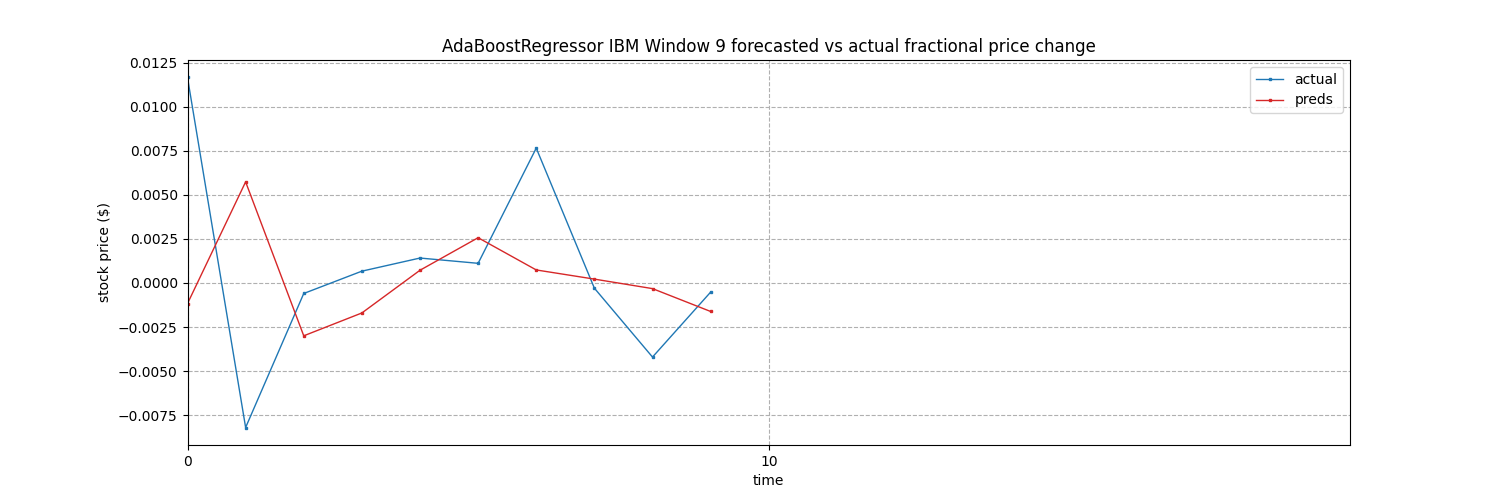 AdaBoostRegressor IBM Window 9 forecasted vs actual fractional price change
actual
preds
stock price ($)
0.0125
0.0100
0.0075
0.0050
0.0025
0.0000
−0.0025
−0.0050
−0.0075
0
10
time